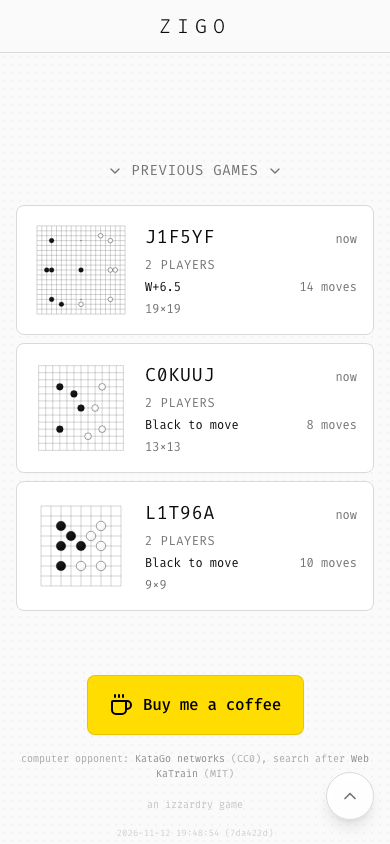 ZIGO
PREVIOUS GAMES
J1F5YF
now
2 PLAYERS
W+6.5
14 moves
19×19
C0KUUJ
now
2 PLAYERS
Black to move
8 moves
13×13
L1T96A
now
2 PLAYERS
Black to move
10 moves
9×9
Buy me a coffee
computer opponent: KataGo networks (CC0), search after Web
KaTrain (MIT)
an izzardry game
2026-11-12 19:48:54 (7da422d)